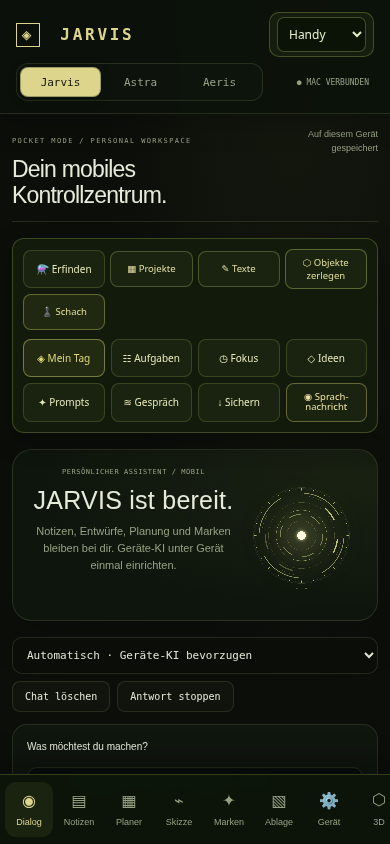 JARVIS
Handy
Jarvis
Astra
Aeris
MAC VERBUNDEN
POCKET MODE / PERSONAL WORKSPACE
Auf diesem Gerät
gespeichert
Dein mobiles
Kontrollzentrum.
Erfinden
Projekte
Texte
Objekte
zerlegen
Schach
Mein Tag
Aufgaben
Fokus
Ideen
Prompts
Gespräch
Sichern
Sprach-
nachricht
PERSÖNLICHER ASSISTENT / MOBIL
JARVIS ist bereit.
Notizen, Entwürfe, Planung und Marken
bleiben bei dir. Geräte-KI unter Gerät
einmal einrichten.
Automatisch · Geräte-KI bevorzugen
Chat löschen
Antwort stoppen
Was möchtest du machen?
Dialog
Notizen
Planer
Skizze
Marken
Ablage
Gerät
3D